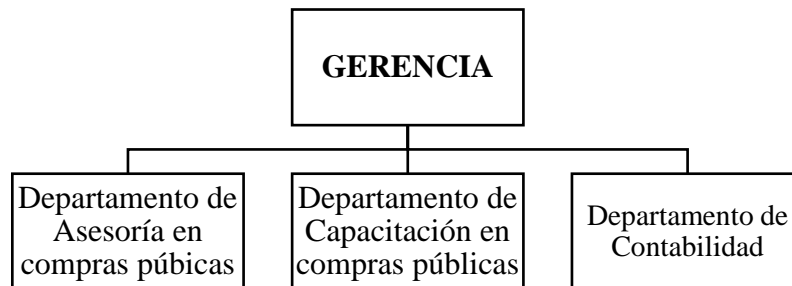 GERENCIA
Departamento de
Asesoría en
compras púbicas
Departamento de
Capacitación en
compras públicas
Departamento de
Contabilidad